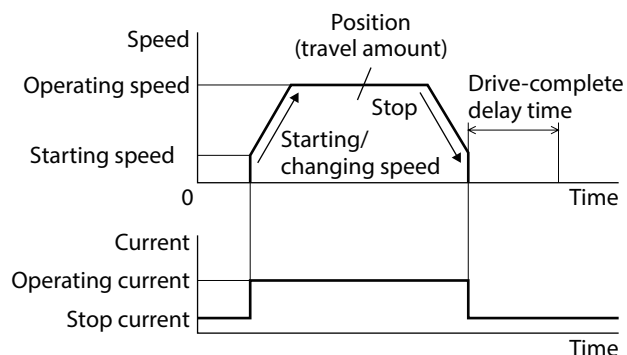 Speed
Position
(travel amount)
Operating speed
Drive-complete
delay time
Stop
Starting speed
Starting/
changing speed
0
Time
Current
Operating current
Stop current
Time